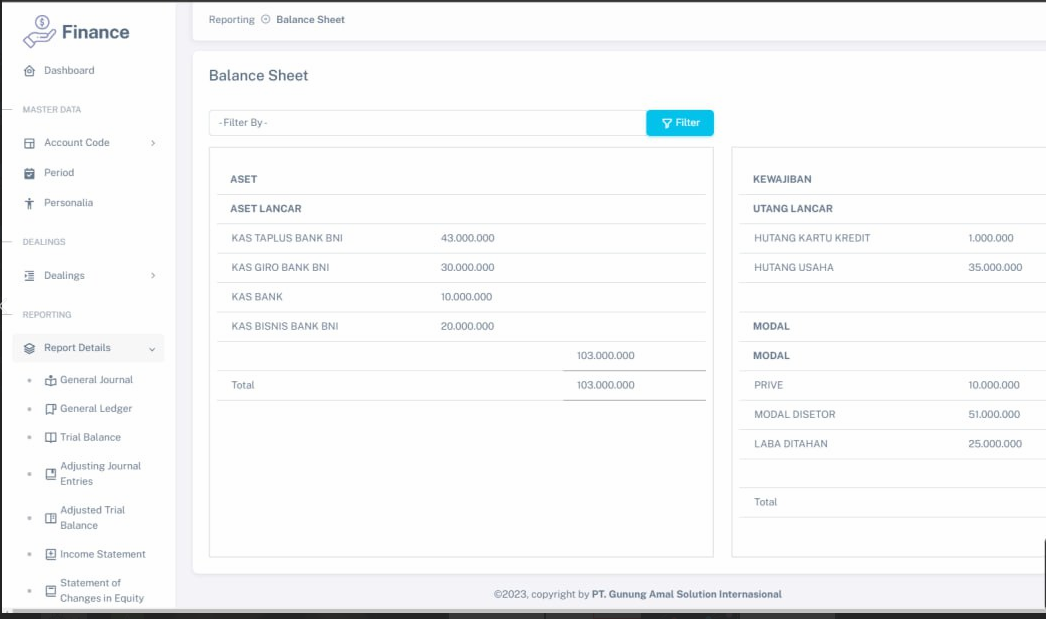 Finance
Dashboard
MASTER DATA
Account Code
Period
Personalia
DEALINGS
Dealings
REPORTING
Report Details
General Journal
General Ledger
Trial Balance
Adjusting Journal
Entries
Adjusted Trial
Balance
Income Statement
Statement of
Changes in Equity
Reporting Balance Sheet
Balance Sheet
- Filter By -
Filter
ASET
ASET LANCAR
KAS TAPLUS BANK BNI 43.000.000
KAS GIRO BANK BNI 30.000.000
KAS BANK 10.000.000
KAS BISNIS BANK BNI 20.000.000
103.000.000
Total 103.000.000
KEWAJIBAN
UTANG LANCAR
HUTANG KARTU KREDIT 1.000.000
HUTANG USAHA 35.000.000
MODAL
MODAL
PRIVE 10.000.000
MODAL DISETOR 51.000.000
LABA DITAHAN 25.000.000
Total
©2023, copyright by PT. Gunung Amal Solution Internasional